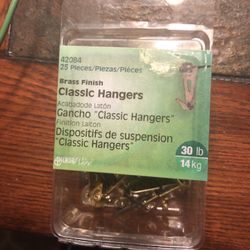 42084
25 Pieces/Piezas/Pièces
Brass Finish
Classic Hangers
Acabado de Latón
Gancho "Classic Hangers"
Finition Laiton
Dispositifs de suspension
"Classic Hangers"
30 lb
14 kg